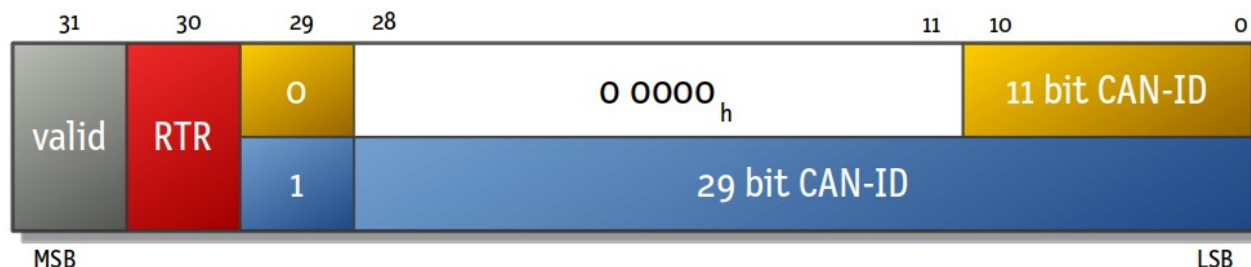 31 30 29 28 11 10 0
valid RTR 0 0 0000h 11 bit CAN-ID
1 29 bit CAN-ID
MSB LSB